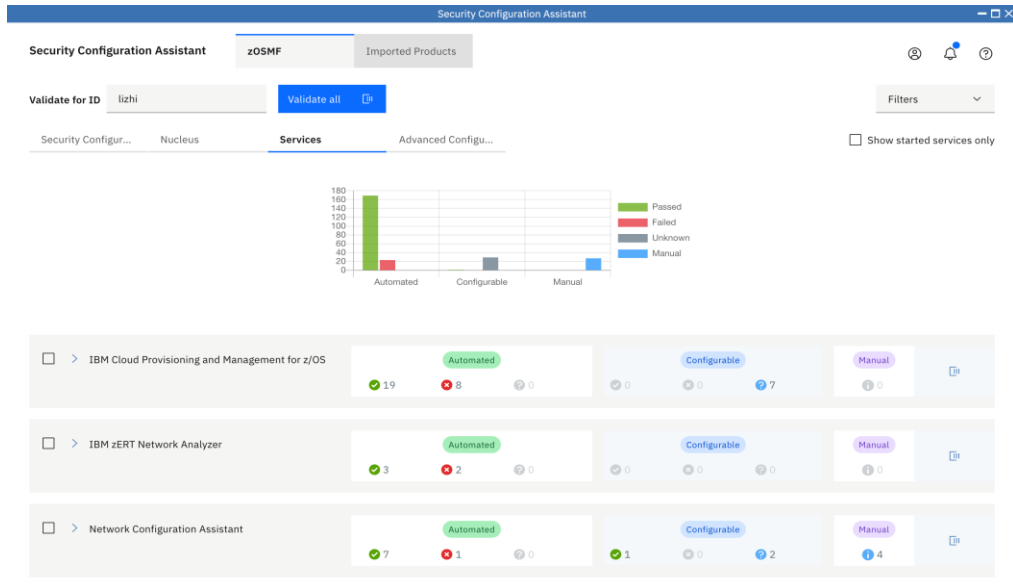 Security Configuration Assistant
Security Configuration Assistant zOSMF Imported Products
Validate for ID lizhi Validate all Filters
Security Configur... Nucleus Services Advanced Configu... Show started services only
180
160
140
120
100
80
60
40
20
0
Automated Configurable Manual
Passed
Failed
Unknown
Manual
IBM Cloud Provisioning and Management for z/OS Automated Configurable Manual
19 8 0 0 0 7 0
IBM zERT Network Analyzer Automated Configurable Manual
3 2 0 0 0 0 0
Network Configuration Assistant Automated Configurable Manual
7 1 0 1 0 2 4